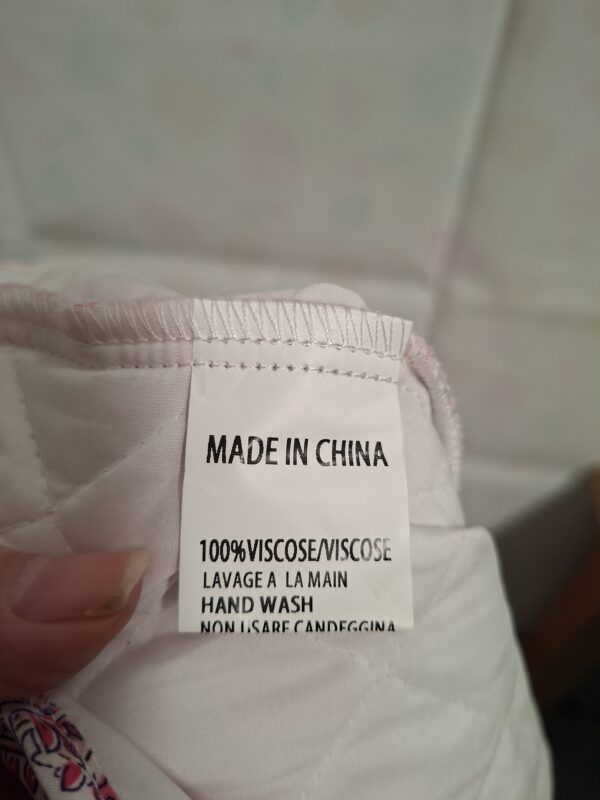 MADE IN CHINA
100%VISCOSE/VISCOSE
LAVAGE A LA MAIN
HAND WASH
NON USARE CANDEGGINA